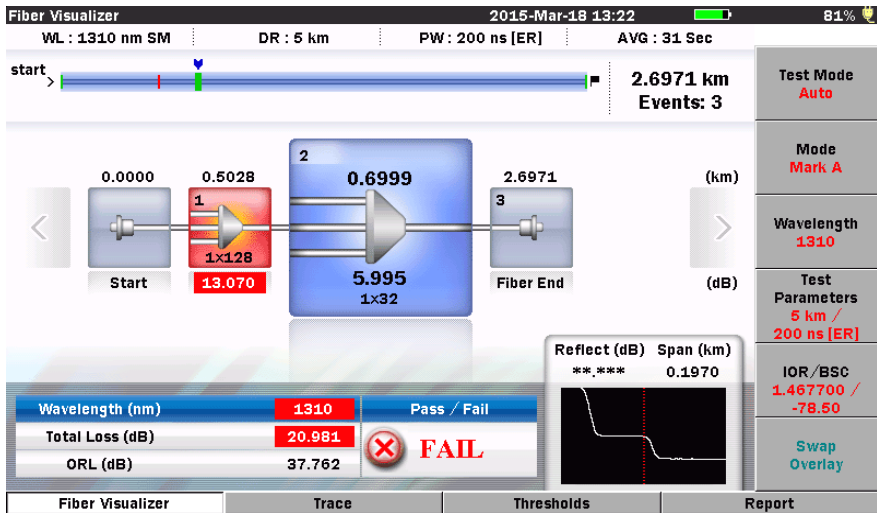 Fiber Visualizer 2015-Mar-18 13:22 81%
WL : 1310 nm SM DR : 5 km PW : 200 ns [ER] AVG : 31 Sec
start
2.6971 km
Events: 3
0.0000 0.5028 2 0.6999 2.6971 (km)
1 3
1x128
Start 13.070 5.995 Fiber End (dB)
1x32
Reflect (dB) Span (km)
**.*** 0.1970
Wavelength (nm) 1310 Pass / Fail
Total Loss (dB) 20.981 FAIL
ORL (dB) 37.762
Test Mode
Auto
Mode
Mark A
Wavelength
1310
Test
Parameters
5 km /
200 ns [ER]
IOR/BSC
1.467700 /
-78.50
Swap
Overlay
Fiber Visualizer Trace Thresholds Report